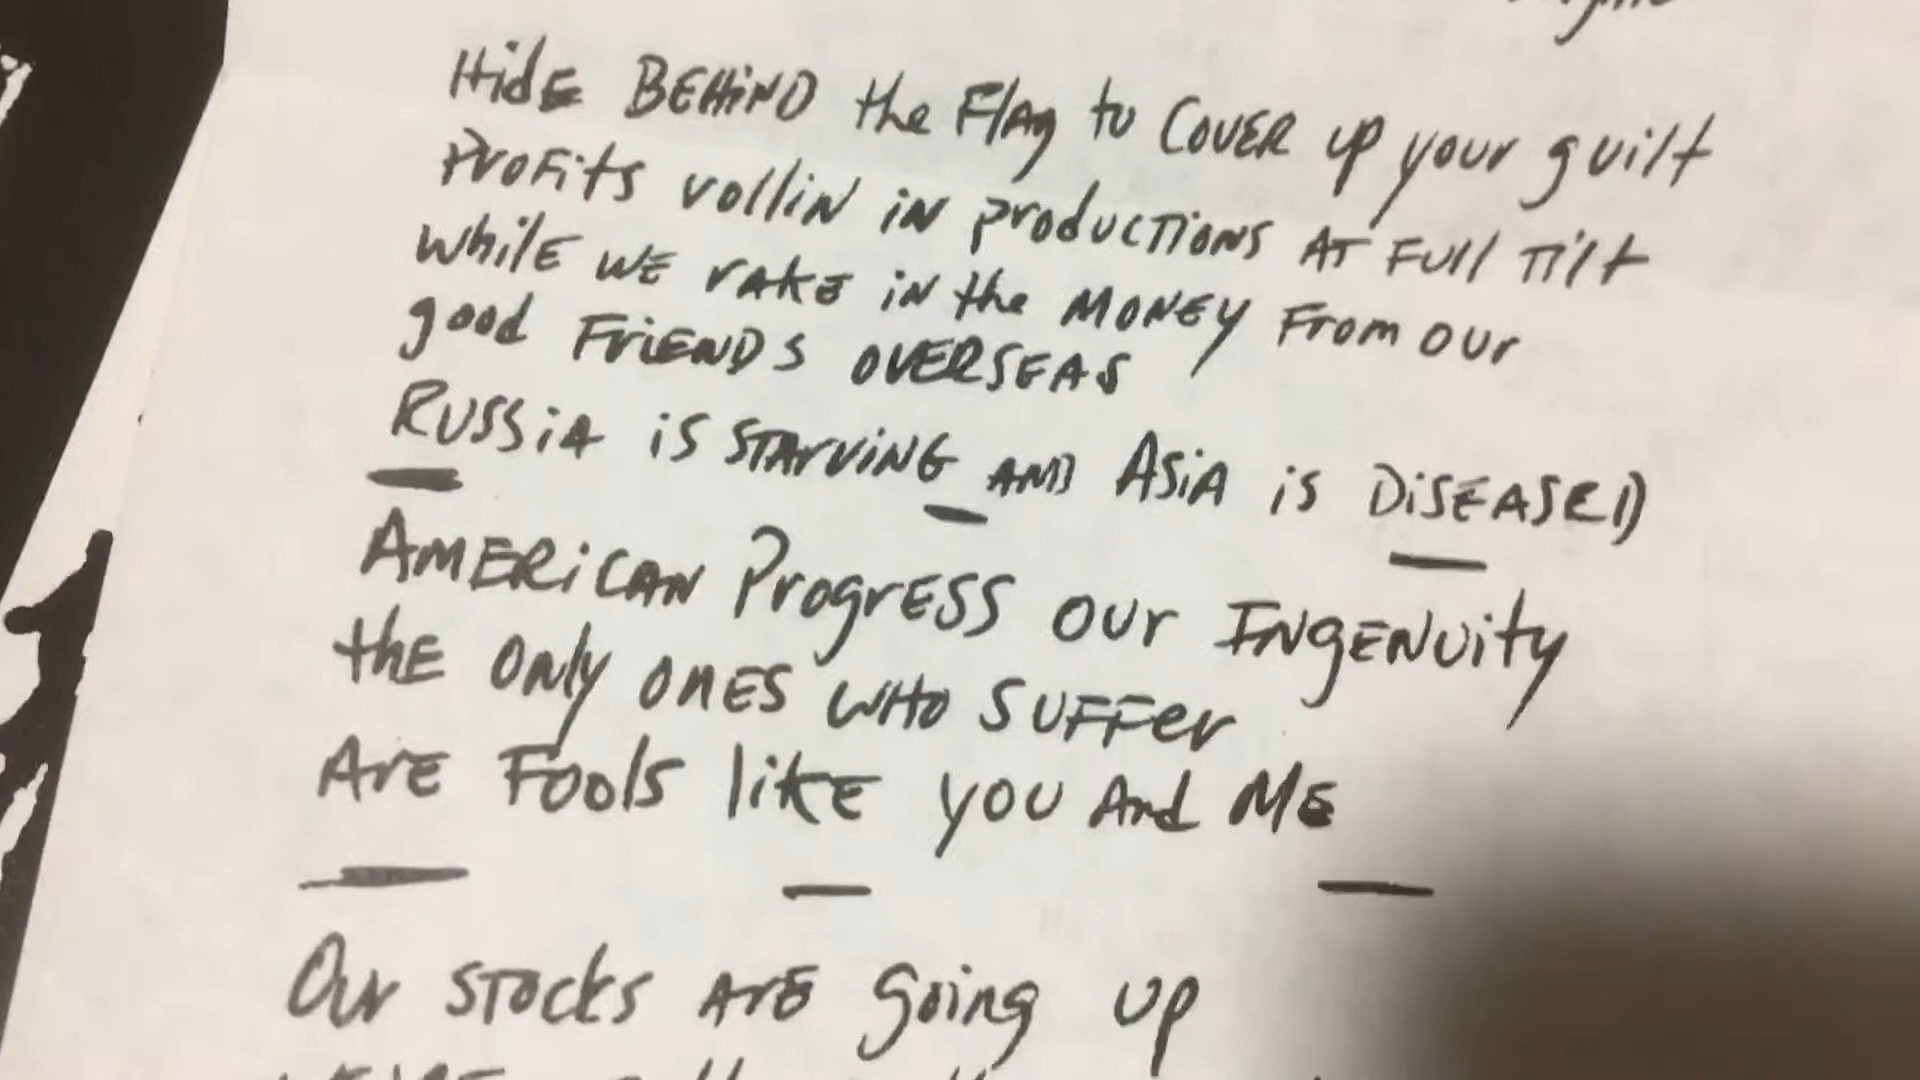 Hide BEHIND the Flag to COVER up your guilt
Profits rollin in productions AT Full Tilt
while WE rake in the MONEY From our
good FriENDS OVERSEAS
Russia is starving AND Asia is DiSEASED
AMERiCAN Progress our INgENuity
the only ones who suffer
Are Fools like you And ME
Our stocks are going up